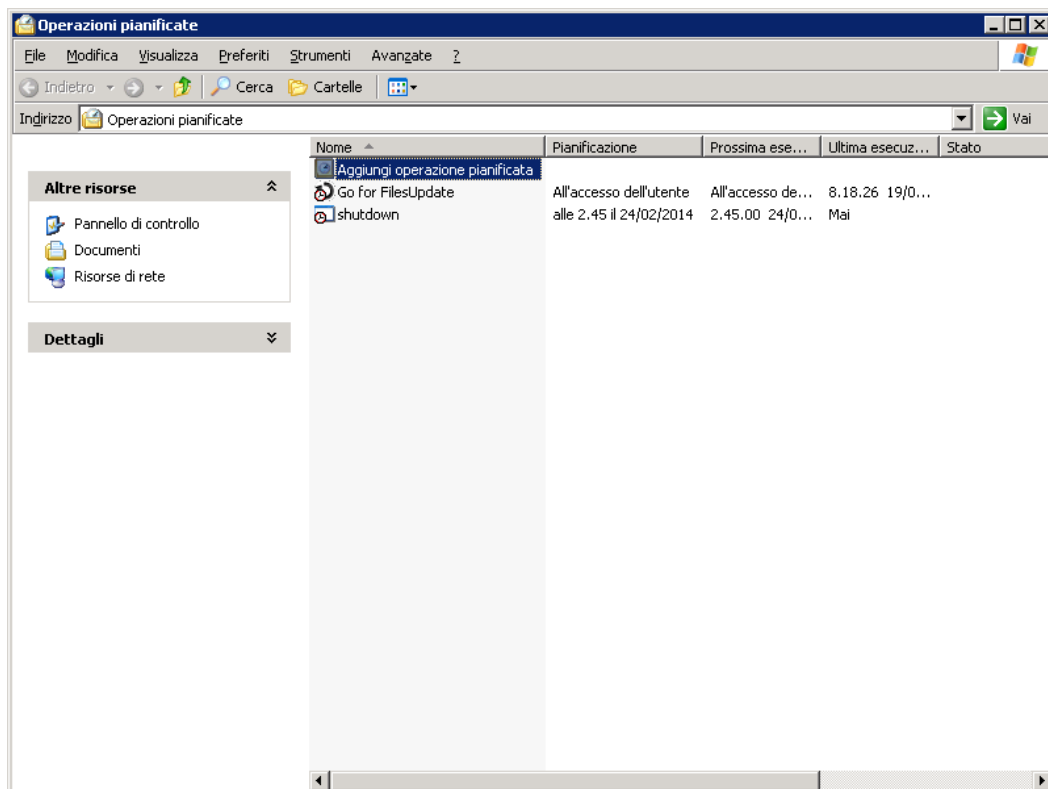 Operazioni pianificate
File Modifica Visualizza Preferiti Strumenti Avanzate ?
Indietro Cerca Cartelle
Indirizzo Operazioni pianificate Vai
Nome Pianificazione Prossima ese... Ultima esecuz... Stato
Aggiungi operazione pianificata
Altre risorse
Go for FilesUpdate All'accesso dell'utente All'accesso de... 8.18.26 19/0...
shutdown alle 2.45 il 24/02/2014 2.45.00 24/0... Mai
Pannello di controllo
Documenti
Risorse di rete
Dettagli